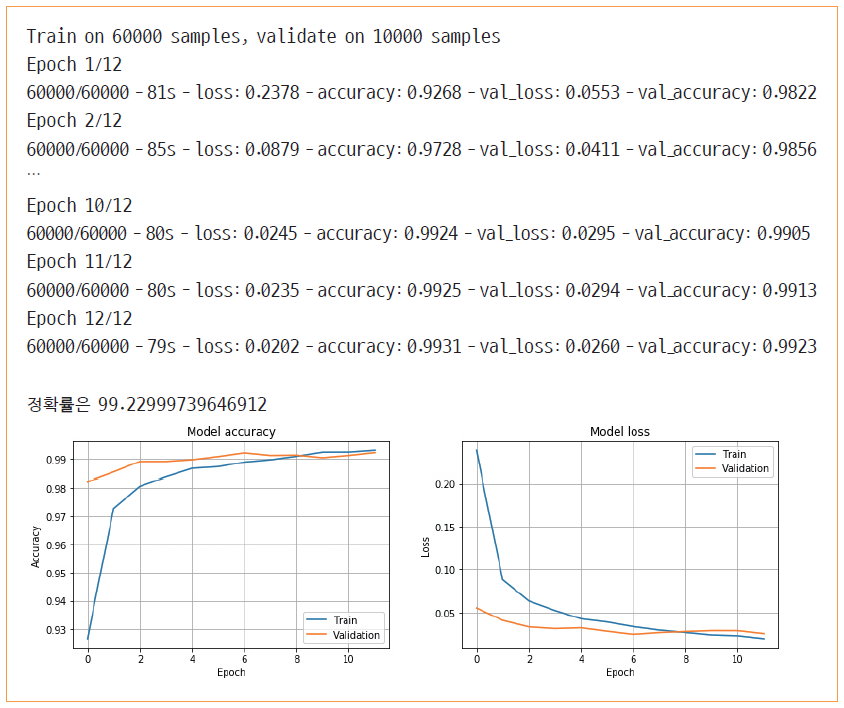 Train on 60000 samples, validate on 10000 samples
Epoch 1/12
60000/60000 - 81s - loss: 0.2378 - accuracy: 0.9268 - val_loss: 0.0553 - val_accuracy: 0.9822
Epoch 2/12
60000/60000 - 85s - loss: 0.0879 - accuracy: 0.9728 - val_loss: 0.0411 - val_accuracy: 0.9856
…
Epoch 10/12
60000/60000 - 80s - loss: 0.0245 - accuracy: 0.9924 - val_loss: 0.0295 - val_accuracy: 0.9905
Epoch 11/12
60000/60000 - 80s - loss: 0.0235 - accuracy: 0.9925 - val_loss: 0.0294 - val_accuracy: 0.9913
Epoch 12/12
60000/60000 - 79s - loss: 0.0202 - accuracy: 0.9931 - val_loss: 0.0260 - val_accuracy: 0.9923
정확률은 99.22999739646912
Model accuracy
0.99
0.98
0.97
0.96
0.95
0.94
0.93
Accuracy
Train
Validation
0 2 4 6 8 10
Epoch
Model loss
Train
Validation
0.20
0.15
0.10
0.05
Loss
0 2 4 6 8 10
Epoch